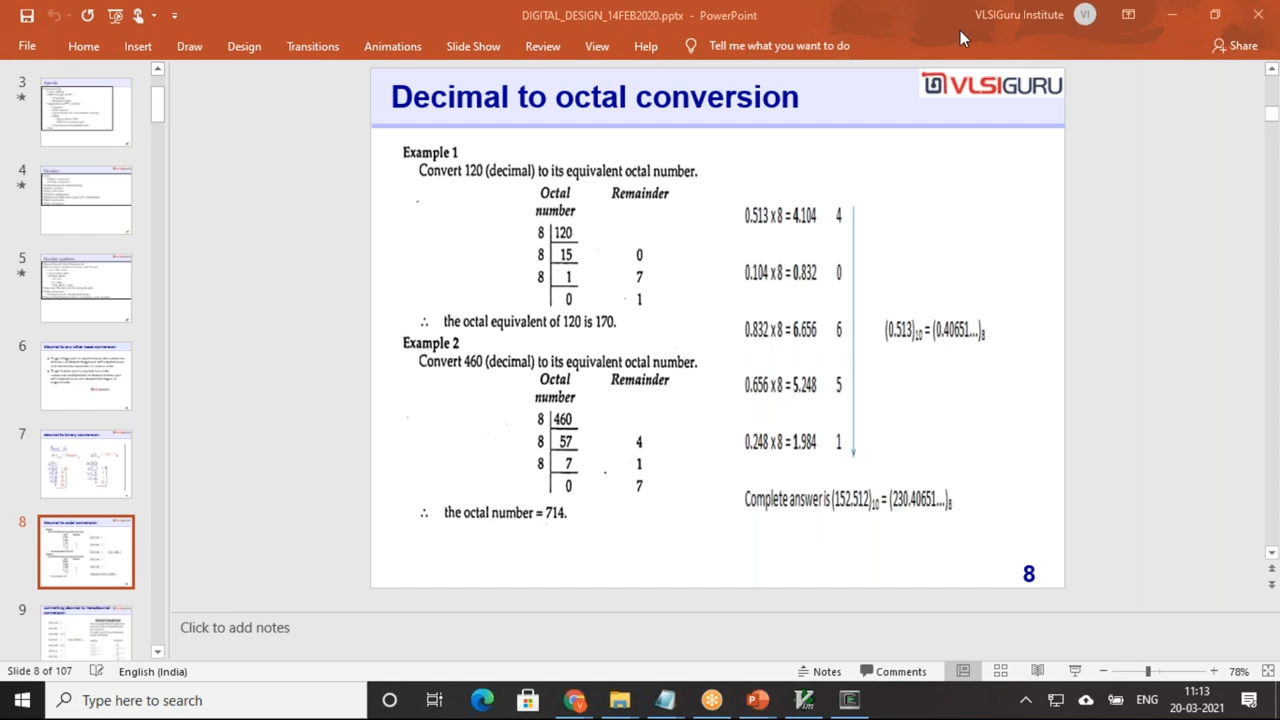 DIGITAL_DESIGN_14FEB2020.pptx - PowerPoint
VLSIGuru Institute
VI
File Home Insert Draw Design Transitions Animations Slide Show Review View Help Tell me what you want to do Share
3
4
5
6
7
8
9
Decimal to octal conversion
VLSIGURU
Example 1
Convert 120 (decimal) to its equivalent octal number.
Octal Remainder
number
8 120
8 15 0
8 1 7
0 1
∴ the octal equivalent of 120 is 170.
Example 2
Convert 460 (decimal) to its equivalent octal number.
Octal Remainder
number
8 460
8 57 4
8 7 1
0 7
∴ the octal number = 714.
0.513 x 8 = 4.104 4
0.104 x 8 = 0.832 0
0.832 x 8 = 6.656 6
(0.513)10 = (0.40651...)8
0.656 x 8 = 5.248 5
0.248 x 8 = 1.984 1
Complete answer is (152.512)10 = (230.40651...)8
8
Click to add notes
Slide 8 of 107 English (India) Notes Comments 78%
Type here to search
ENG
11:13
20-03-2021